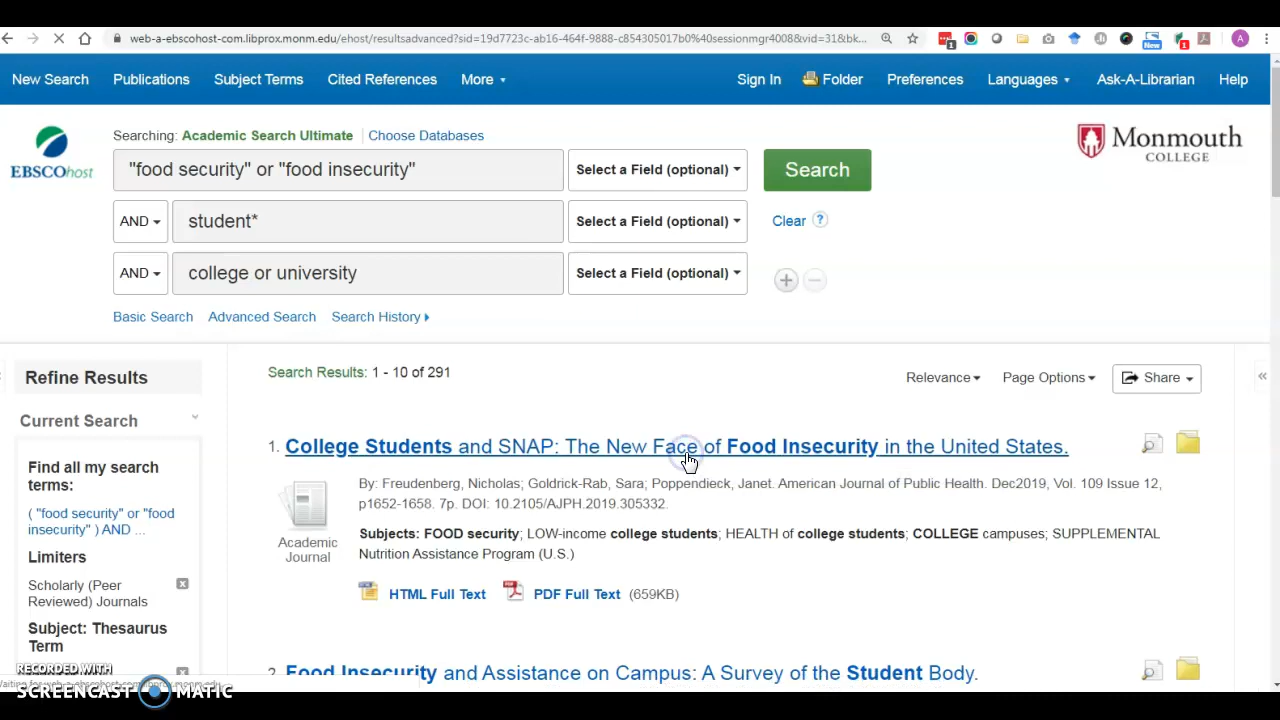 web-a-ebscohost-com.libprox.monm.edu/ehost/resultsadvanced?sid=19d7723c-ab16-464f-9888-c854305017b0%40sessionmgr4008&vid=31&bk...
1 New 1 A
New Search Publications Subject Terms Cited References More Sign In Folder Preferences Languages Ask-A-Librarian Help
Searching: Academic Search Ultimate Choose Databases
EBSCOhost
"food security" or "food insecurity" Select a Field (optional) Search
Monmouth
COLLEGE
AND student* Select a Field (optional) Clear ?
AND college or university Select a Field (optional)
Basic Search Advanced Search Search History
Refine Results
Search Results: 1 - 10 of 291
Relevance Page Options Share
Current Search
Find all my search
terms:
( "food security" or "food
insecurity" ) AND ...
Limiters
Scholarly (Peer
Reviewed) Journals
Subject: Thesaurus
Term
1. College Students and SNAP: The New Face of Food Insecurity in the United States.
By: Freudenberg, Nicholas; Goldrick-Rab, Sara; Poppendieck, Janet. American Journal of Public Health. Dec2019, Vol. 109 Issue 12,
p1652-1658. 7p. DOI: 10.2105/AJPH.2019.305332.
Academic
Journal
Subjects: FOOD security; LOW-income college students; HEALTH of college students; COLLEGE campuses; SUPPLEMENTAL
Nutrition Assistance Program (U.S.)
HTML Full Text PDF Full Text (659KB)
2. Food Insecurity and Assistance on Campus: A Survey of the Student Body.
RECORDED WITH
SCREENCAST MATIC